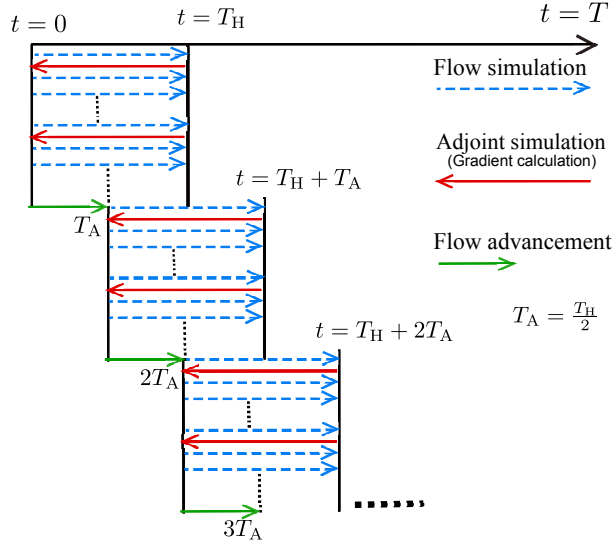 t = 0
t = T_H
t = T
Flow simulation
Adjoint simulation
(Gradient calculation)
t = T_H + T_A
T_A
Flow advancement
T_A = T_H/2
t = T_H + 2T_A
2T_A
3T_A